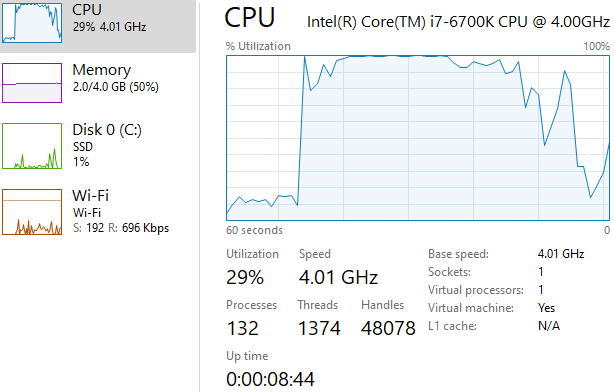 CPU
29% 4.01 GHz
Memory
2.0/4.0 GB (50%)
Disk 0 (C:)
SSD
1%
Wi-Fi
Wi-Fi
S: 192 R: 696 Kbps
CPU Intel(R) Core(TM) i7-6700K CPU @ 4.00GHz
% Utilization 100%
60 seconds 0
Utilization Speed
29% 4.01 GHz
Processes Threads Handles
132 1374 48078
Up time
0:00:08:44
Base speed: 4.01 GHz
Sockets: 1
Virtual processors: 1
Virtual machine: Yes
L1 cache: N/A